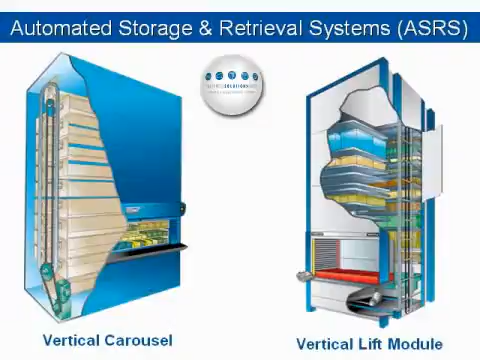 Automated Storage & Retrieval Systems (ASRS)
Vertical Carousel
Vertical Lift Module